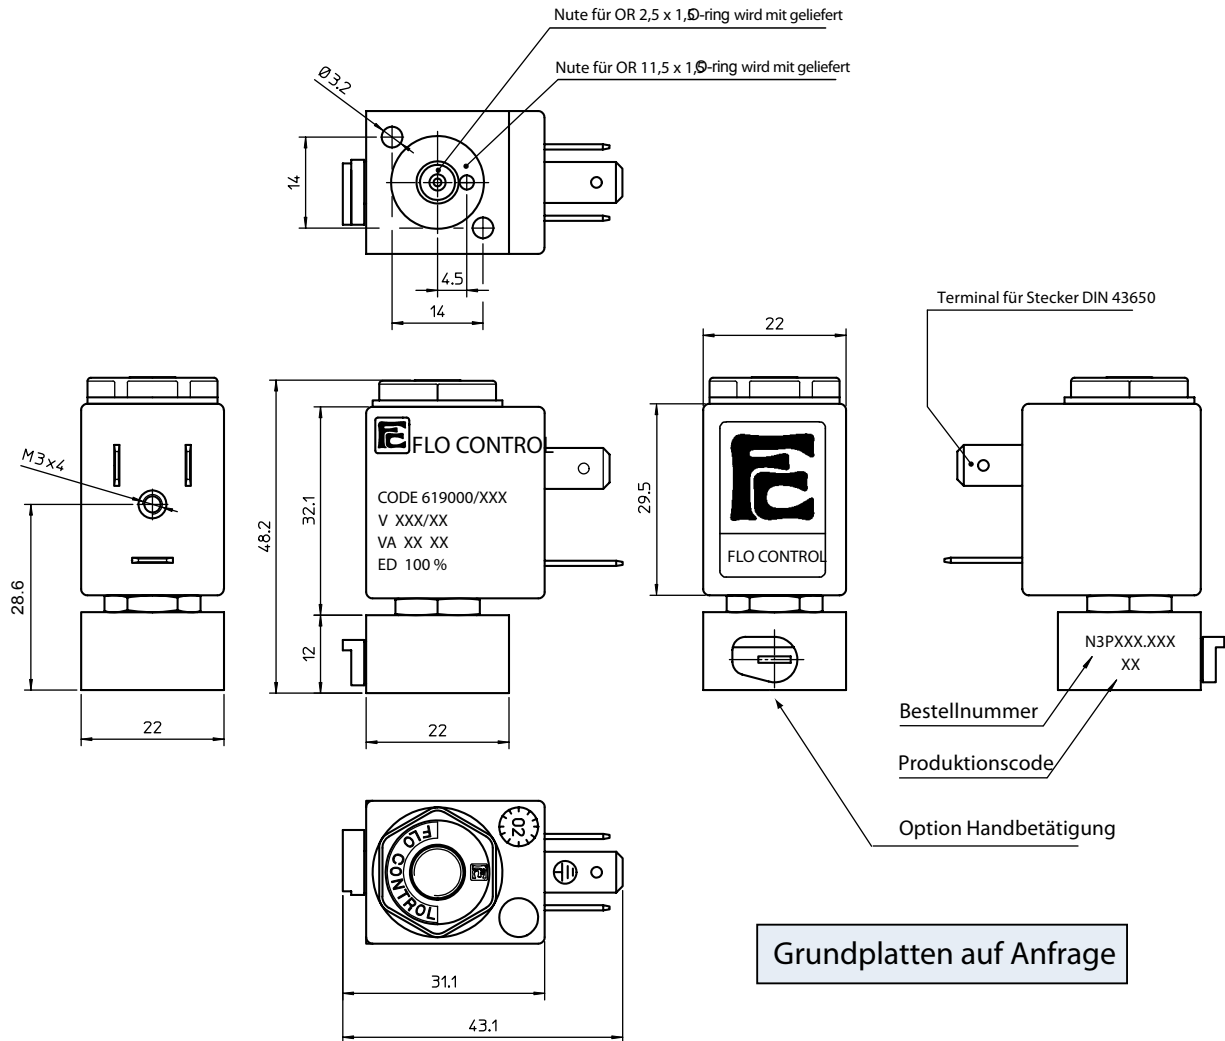 Nute für OR 2,5 x 1,5 O-ring wird mit geliefert
Nute für OR 11,5 x 1,5 O-ring wird mit geliefert
Ø3.2
14
4.5
14
Terminal für Stecker DIN 43650
22
M3x4
28.6
22
48.2
32.1
12
FC FLO CONTROL
CODE 619000/XXX
V XXX/XX
VA XX XX
ED 100 %
22
29.5
FC
FLO CONTROL
N3PXXX.XXX
XX
Bestellnummer
Produktionscode
Option Handbetätigung
FLO CONTROL
FC
02
31.1
43.1
Grundplatten auf Anfrage